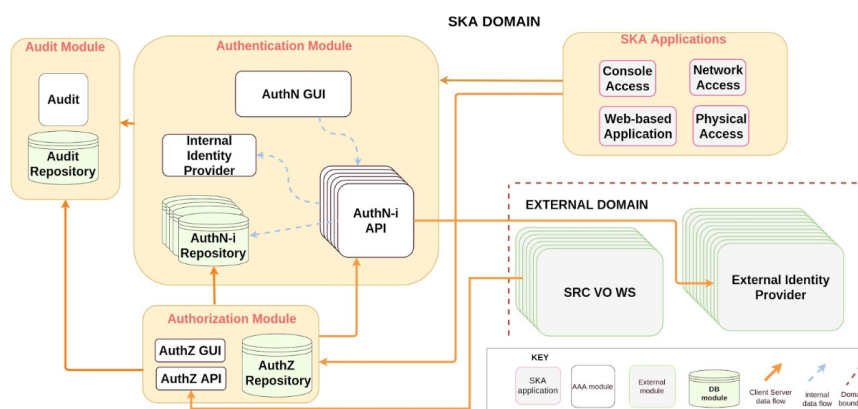 SKA DOMAIN
Audit Module
Audit
Audit
Repository
Authentication Module
AuthN GUI
Internal
Identity
Provider
AuthN-i
Repository
AuthN-i
API
SKA Applications
Console
Access
Network
Access
Web-based
Application
Physical
Access
EXTERNAL DOMAIN
SRC VO WS
External Identity
Provider
Authorization Module
AuthZ GUI
AuthZ API
AuthZ
Repository
KEY
SKA
application
AAA module
External
module
DB
module
Client Server
data flow
internal
data flow
Doma
bound